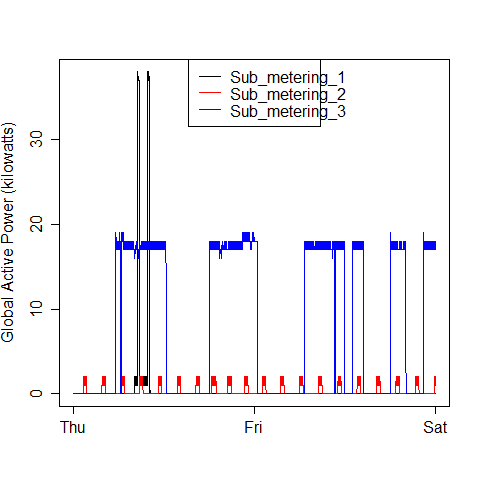 Sub_metering_1
Sub_metering_2
Sub_metering_3
Global Active Power (kilowatts)
30
20
10
0
Thu Fri Sat